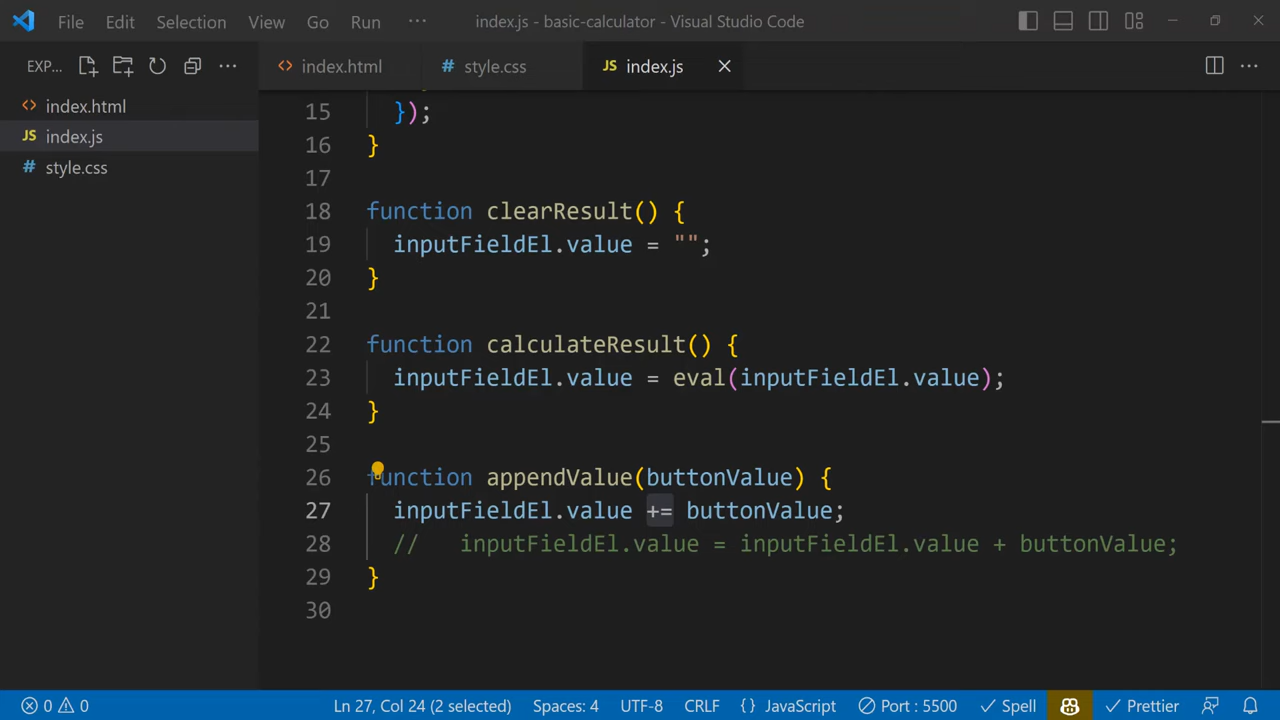 File Edit Selection View Go Run ··· index.js - basic-calculator - Visual Studio Code
EXP... ··· <> index.html # style.css JS index.js ···
<> index.html
JS index.js
# style.css
15 });
16 }
17
18 function clearResult() {
19 inputFieldEl.value = "";
20 }
21
22 function calculateResult() {
23 inputFieldEl.value = eval(inputFieldEl.value);
24 }
25
26 function appendValue(buttonValue) {
27 inputFieldEl.value += buttonValue;
28 // inputFieldEl.value = inputFieldEl.value + buttonValue;
29 }
30
0 0 Ln 27, Col 24 (2 selected) Spaces: 4 UTF-8 CRLF {} JavaScript Port : 5500 Spell Prettier